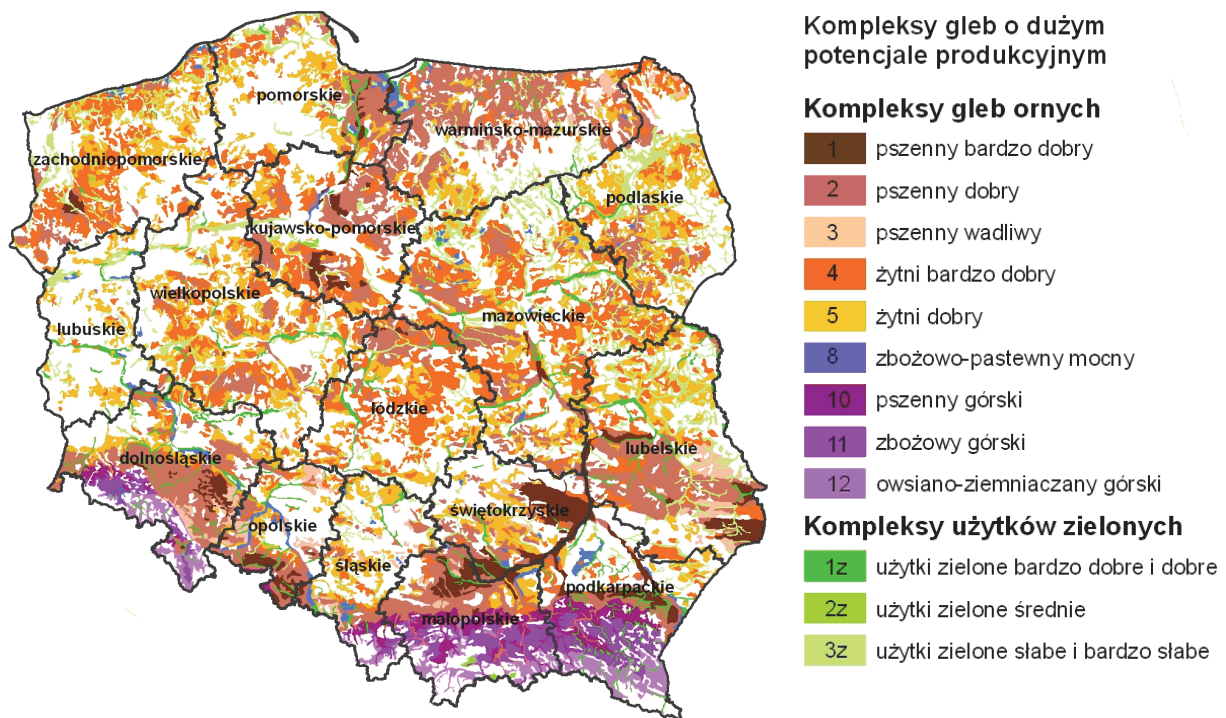 Kompleksy gleb o dużym
potencjale produkcyjnym
Kompleksy gleb ornych
1 pszenny bardzo dobry
2 pszenny dobry
3 pszenny wadliwy
4 żytni bardzo dobry
5 żytni dobry
8 zbożowo-pastewny mocny
10 pszenny górski
11 zbożowy górski
12 owsiano-ziemniaczany górski
Kompleksy użytków zielonych
1z użytki zielone bardzo dobre i dobre
2z użytki zielone średnie
3z użytki zielone słabe i bardzo słabe
pomorskie
warmińsko-mazurskie
zachodniopomorskie
podlaskie
kujawsko-pomorskie
wielkopolskie
mazowieckie
lubuskie
łódzkie
lubelskie
dolnośląskie
świętokrzyskie
opolskie
śląskie
podkarpackie
małopolskie